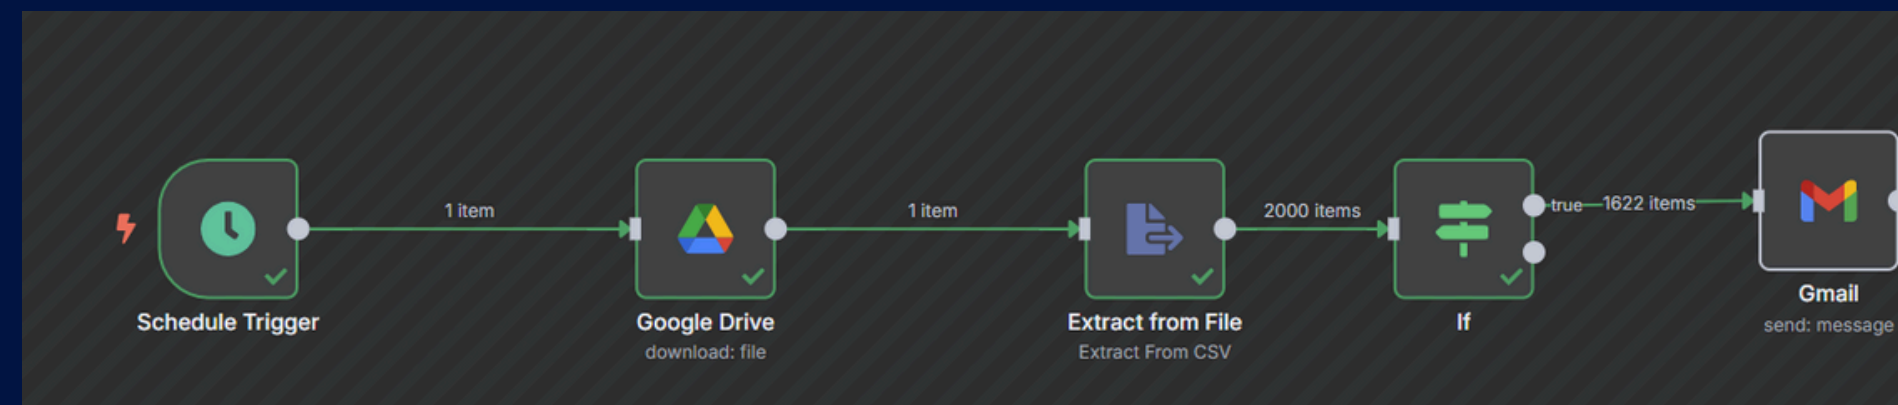 1 item
1 item
2000 items
true
1622 items
Schedule Trigger
Google Drive
download: file
Extract from File
Extract From CSV
If
Gmail
send: message